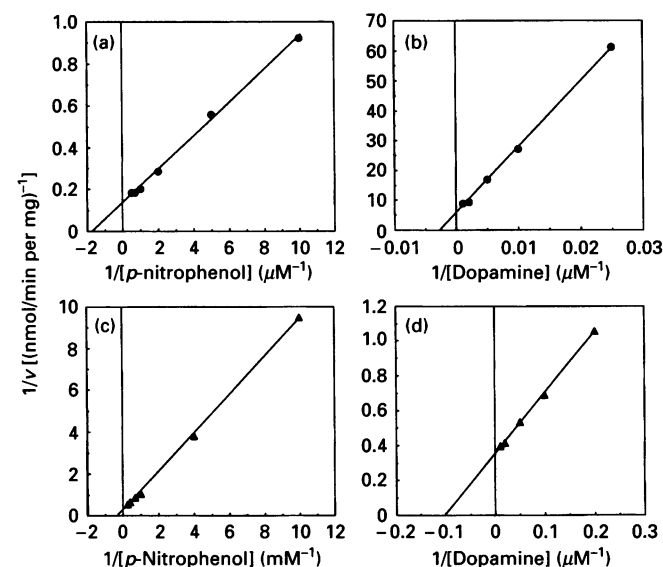 1/v [(nmol/min per mg)⁻¹]
(a)
1.0
0.8
0.6
0.4
0.2
0
−2 0 2 4 6 8 10 12
1/[p-nitrophenol] (μM⁻¹)
(b)
70
60
50
40
30
20
10
0
−0.01 0 0.01 0.02 0.03
1/[Dopamine] (μM⁻¹)
(c)
10
8
6
4
2
0
−2 0 2 4 6 8 10 12
1/[p-Nitrophenol] (mM⁻¹)
(d)
1.2
1.0
0.8
0.6
0.4
0.2
0
−0.2 −0.1 0 0.1 0.2 0.3
1/[Dopamine] (μM⁻¹)